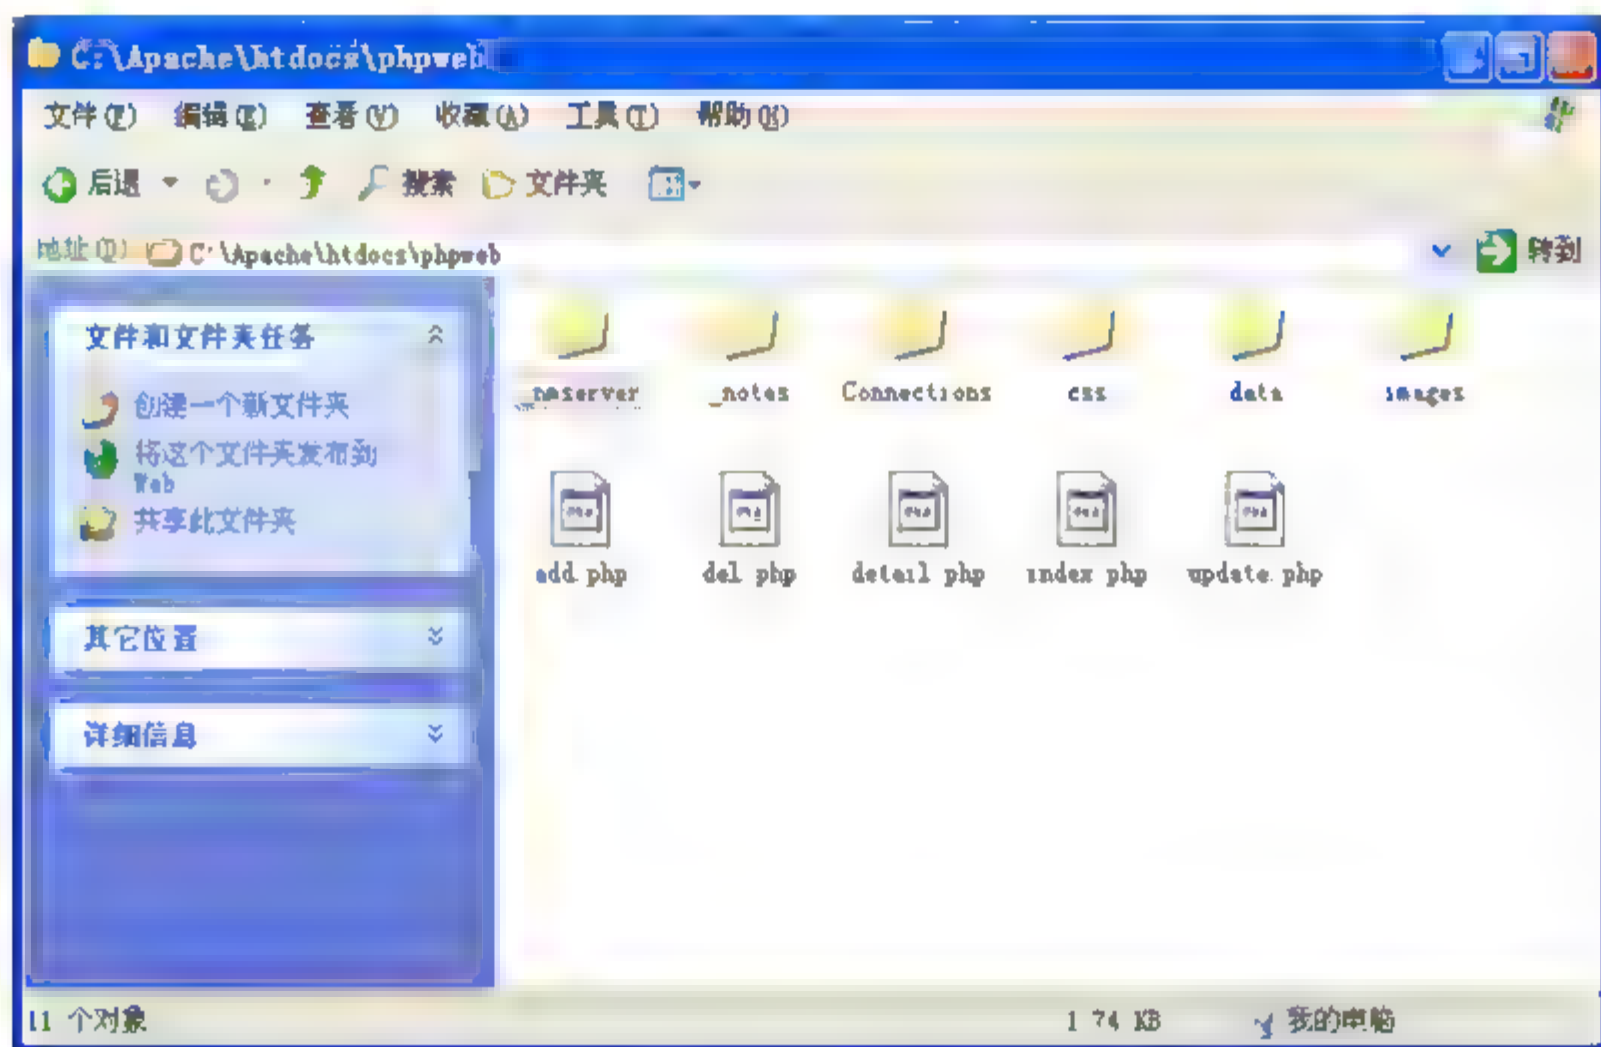 C:\Apache\htdocs\phpweb
文件(F) 编辑(E) 查看(V) 收藏(A) 工具(T) 帮助(H)
后退 搜索 文件夹
地址(D) C:\Apache\htdocs\phpweb 转到
文件和文件夹任务
创建一个新文件夹
将这个文件夹发布到
Web
共享此文件夹
其它位置
详细信息
_mmserver _notes Connections css data images
add.php del.php detail.php index.php update.php
11 个对象 1.74 KB 我的电脑